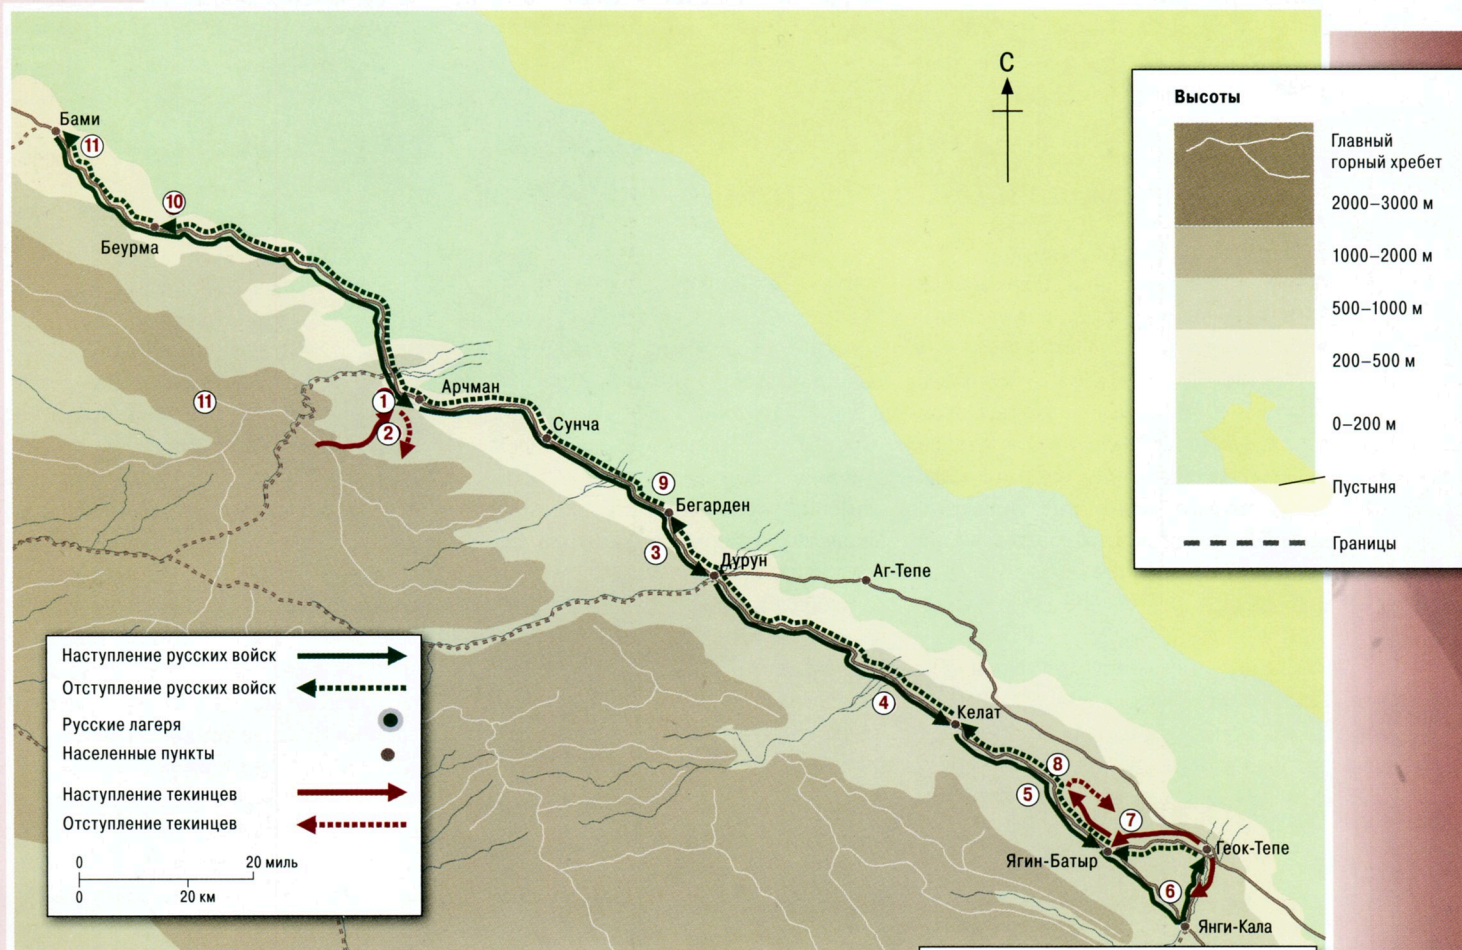 С
Бами
11
10
Беурма
11
1
Арчман
2
Сунча
9
Бегарден
3
Дурун
Аг-Тепе
4
Келат
8
5
7
Ягин-Батыр
Геок-Тепе
6
Янги-Кала
Высоты
Главный
горный хребет
2000–3000 м
1000–2000 м
500–1000 м
200–500 м
0–200 м
Пустыня
Границы
Наступление русских войск
Отступление русских войск
Русские лагеря
Населенные пункты
Наступление текинцев
Отступление текинцев
0 20 миль
0 20 км